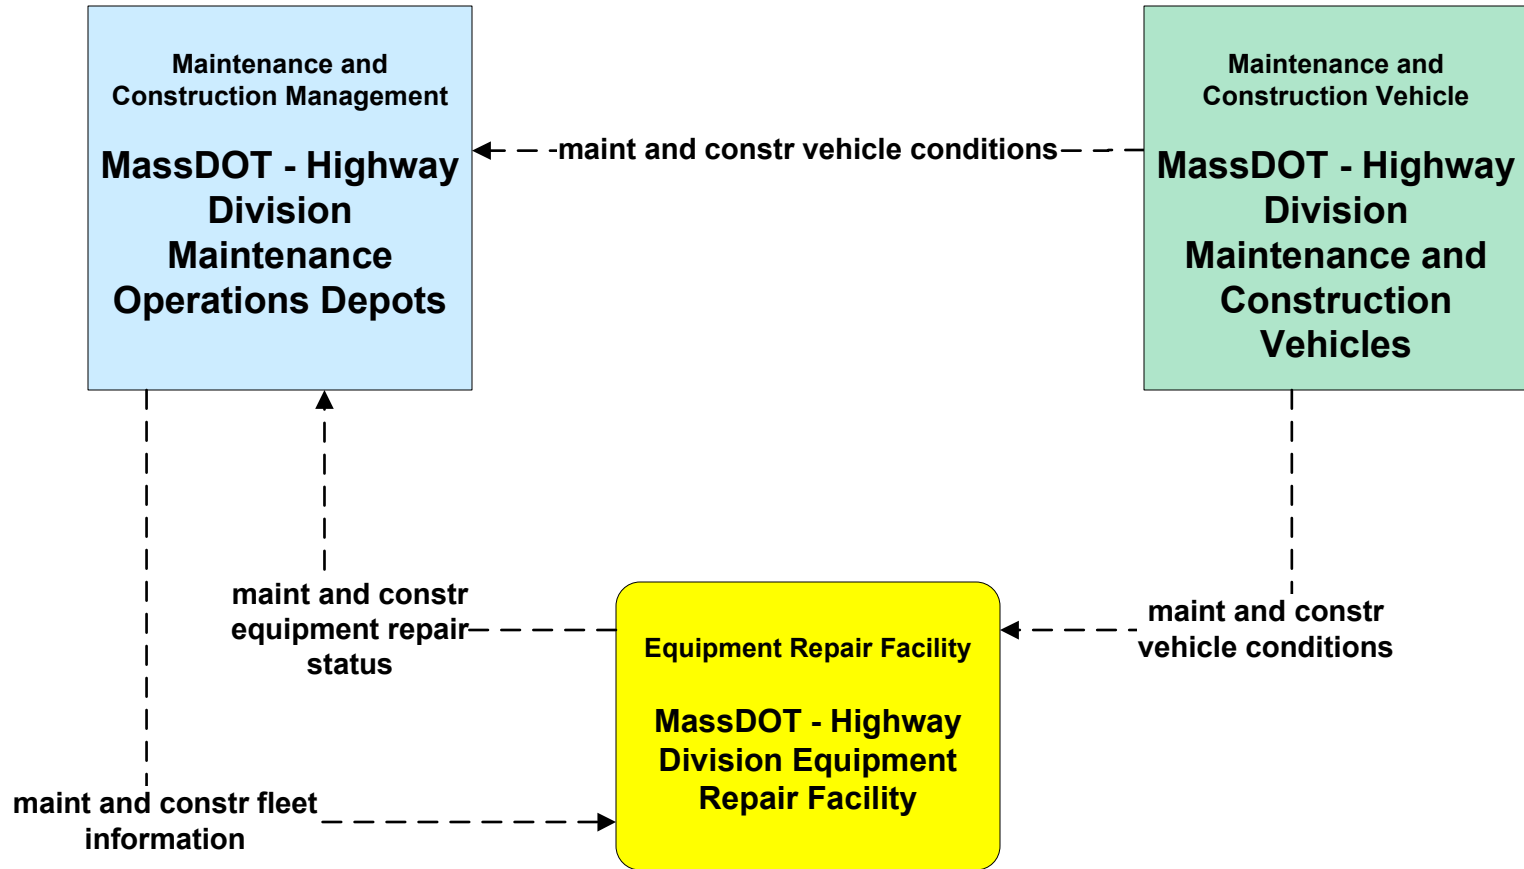 Maintenance and
Construction Management
MassDOT - Highway
Division
Maintenance
Operations Depots
maint and constr vehicle conditions
Maintenance and
Construction Vehicle
MassDOT - Highway
Division
Maintenance and
Construction
Vehicles
maint and constr
equipment repair
status
Equipment Repair Facility
MassDOT - Highway
Division Equipment
Repair Facility
maint and constr
vehicle conditions
maint and constr fleet
information